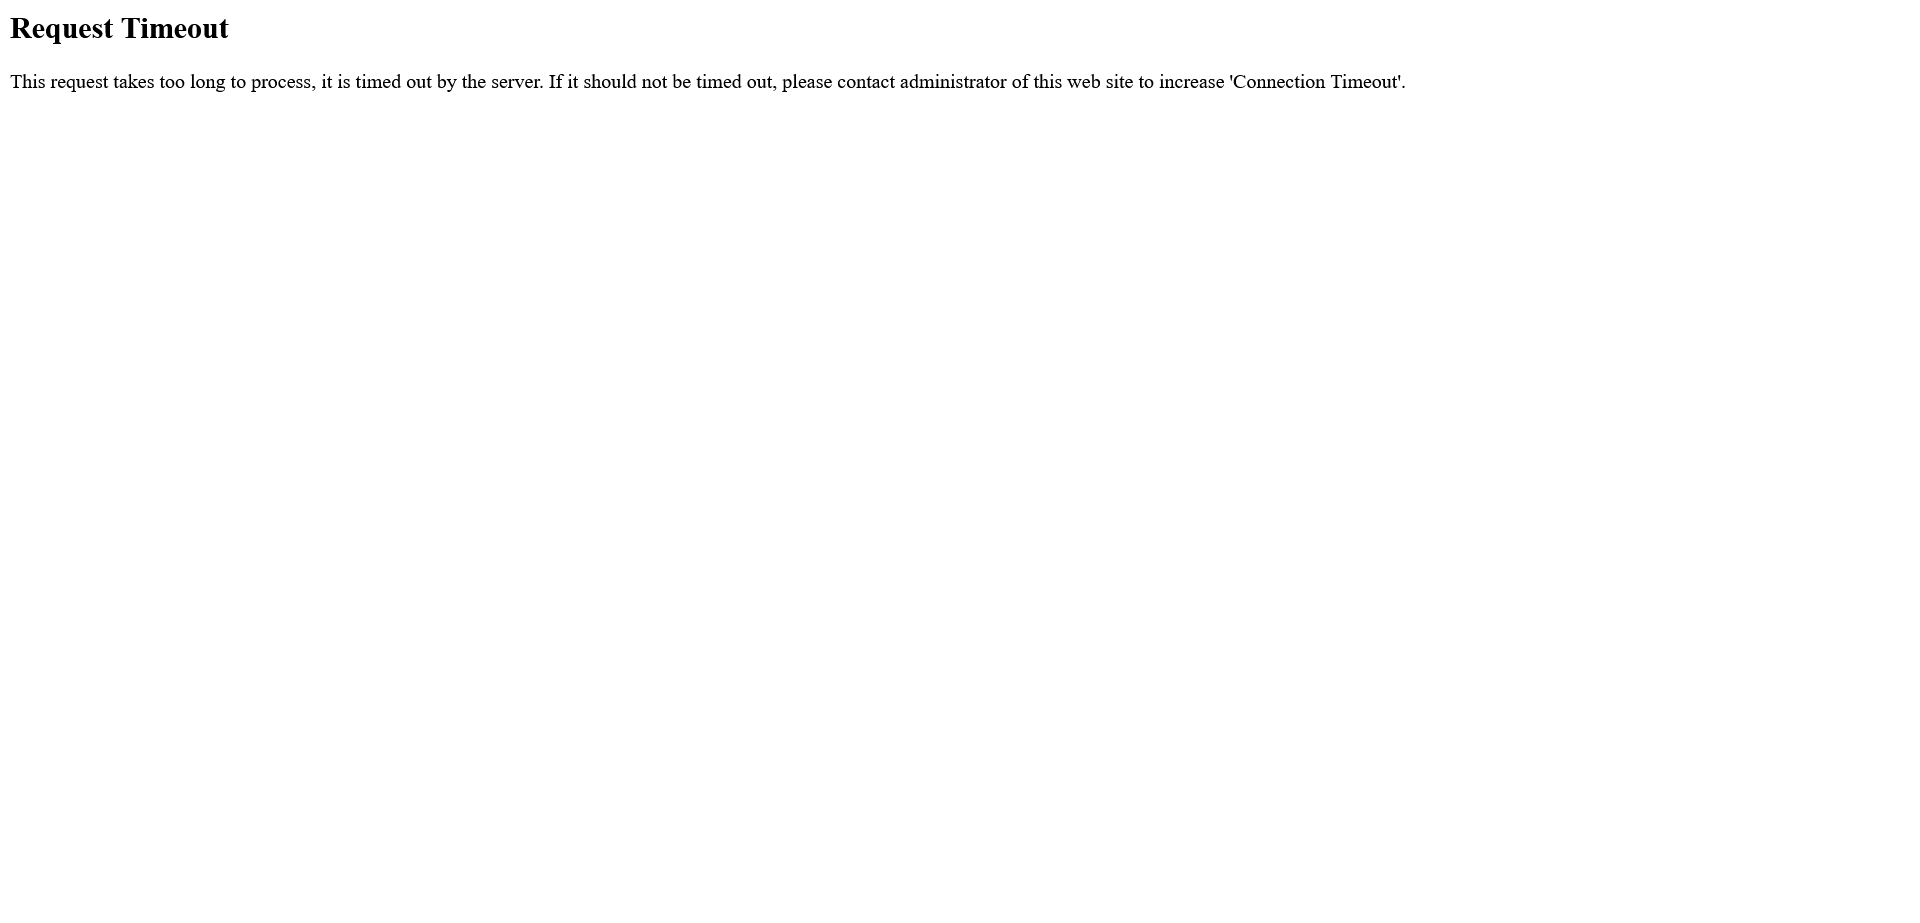 Request Timeout
This request takes too long to process, it is timed out by the server. If it should not be timed out, please contact administrator of this web site to increase 'Connection Timeout'.